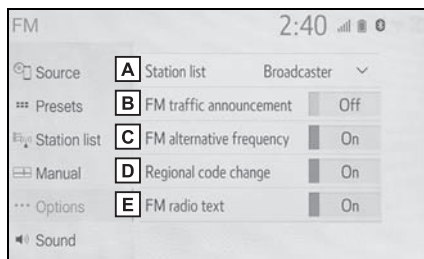 FM 2:40
Source A Station list Broadcaster
Presets B FM traffic announcement Off
Station list C FM alternative frequency On
Manual D Regional code change On
Options E FM radio text On
Sound